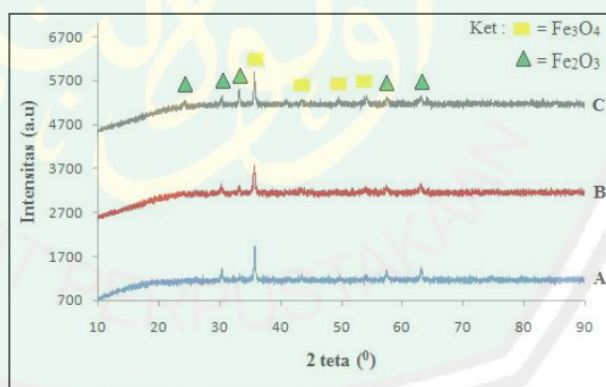 Ket : = Fe₃O₄
= Fe₂O₃
6700
5700
4700
3700
2700
1700
700
Intensitas (a.u)
C
B
A
10 20 30 40 50 60 70 80 90
2 teta (⁰)
PERPUSTAKAAN